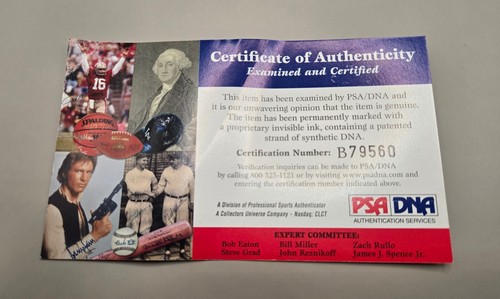 Certificate of Authenticity
Examined and Certified
This item has been examined by PSA/DNA and it
is our unwavering opinion that the item is genuine.
The item has been permanently marked with
a proprietary invisible ink, containing a patented
strand of synthetic DNA.
Certification Number: B79560
Verification inquiries can be made to PSA/DNA
by calling 800 325-1121 or by visiting www.psadna.com and
entering the certification number indicated above.
A Division of Professional Sports Authenticator
A Collectors Universe Company - Nasdaq: CLCT
PSA DNA
AUTHENTICATION SERVICES
EXPERT COMMITTEE:
Bob Eaton Bill Miller Zach Rullo
Steve Grad John Reznikoff James J. Spence Jr.
16
SPALDING